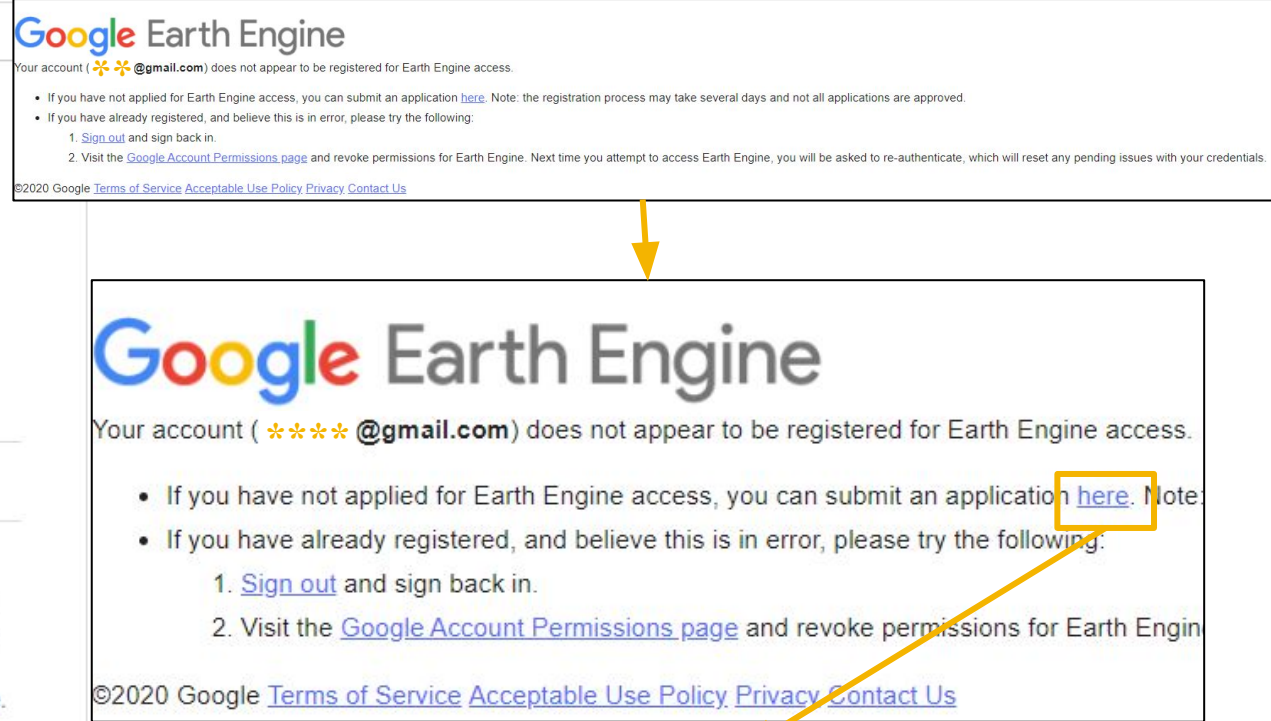 Google Earth Engine
Your account ( ** @gmail.com) does not appear to be registered for Earth Engine access.
• If you have not applied for Earth Engine access, you can submit an application here. Note: the registration process may take several days and not all applications are approved.
• If you have already registered, and believe this is in error, please try the following:
1. Sign out and sign back in.
2. Visit the Google Account Permissions page and revoke permissions for Earth Engine. Next time you attempt to access Earth Engine, you will be asked to re-authenticate, which will reset any pending issues with your credentials.
©2020 Google Terms of Service Acceptable Use Policy Privacy Contact Us
Google Earth Engine
Your account ( **** @gmail.com) does not appear to be registered for Earth Engine access.
• If you have not applied for Earth Engine access, you can submit an application here. Note:
• If you have already registered, and believe this is in error, please try the following:
1. Sign out and sign back in.
2. Visit the Google Account Permissions page and revoke permissions for Earth Engin
©2020 Google Terms of Service Acceptable Use Policy Privacy Contact Us